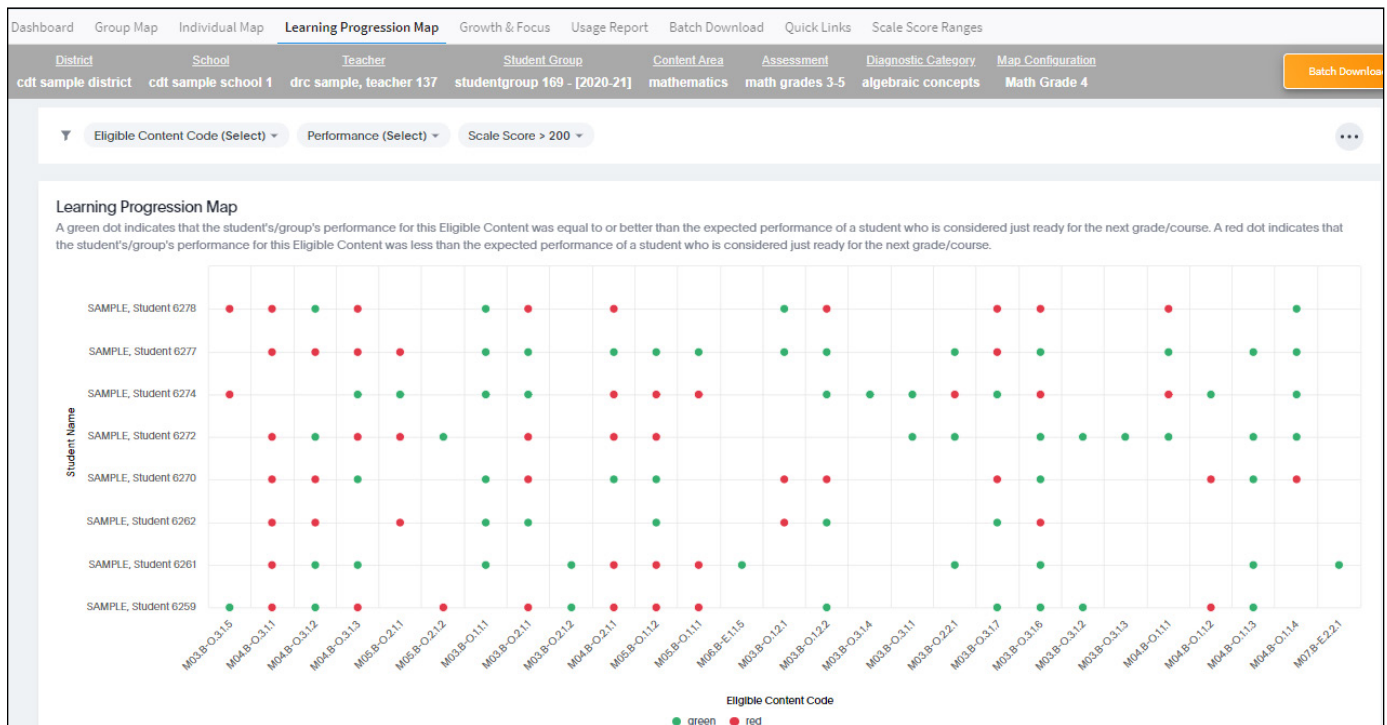 Dashboard Group Map Individual Map Learning Progression Map Growth & Focus Usage Report Batch Download Quick Links Scale Score Ranges
District School Teacher Student Group Content Area Assessment Diagnostic Category Map Configuration
cdt sample district cdt sample school 1 drc sample, teacher 137 studentgroup 169 - [2020-21] mathematics math grades 3-5 algebraic concepts Math Grade 4
Batch Downloa
Eligible Content Code (Select) Performance (Select) Scale Score > 200
Learning Progression Map
A green dot indicates that the student's/group's performance for this Eligible Content was equal to or better than the expected performance of a student who is considered just ready for the next grade/course. A red dot indicates that
the student's/group's performance for this Eligible Content was less than the expected performance of a student who is considered just ready for the next grade/course.
Student Name
SAMPLE, Student 6278
SAMPLE, Student 6277
SAMPLE, Student 6274
SAMPLE, Student 6272
SAMPLE, Student 6270
SAMPLE, Student 6262
SAMPLE, Student 6261
SAMPLE, Student 6259
M03.B-O.3.1.5
M04.B-O.3.1.1
M04.B-O.3.1.2
M04.B-O.3.1.3
M05.B-O.2.1.1
M05.B-O.2.1.2
M03.B-O.1.1.1
M03.B-O.2.1.1
M03.B-O.2.1.2
M04.B-O.2.1.1
M05.B-O.1.1.2
M05.B-O.1.1.1
M06.B-E.1.1.5
M03.B-O.1.2.1
M03.B-O.1.2.2
M03.B-O.3.1.4
M03.B-O.3.1.1
M03.B-O.2.2.1
M03.B-O.3.1.7
M03.B-O.3.1.6
M03.B-O.3.1.2
M03.B-O.3.1.3
M04.B-O.1.1.1
M04.B-O.1.1.2
M04.B-O.1.1.3
M04.B-O.1.1.4
M07.B-E.2.2.1
Eligible Content Code
green red